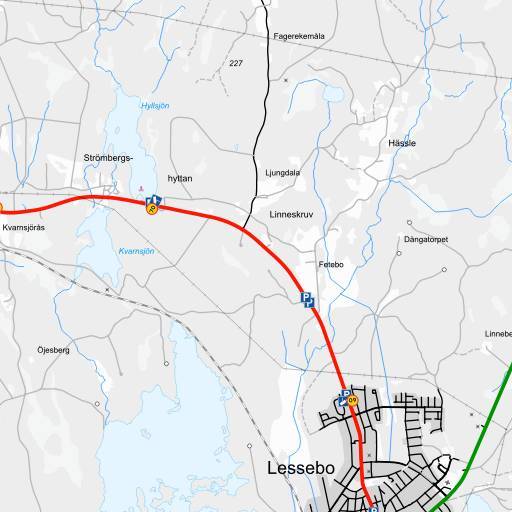 Fagerekemåla
227
Hyllsjön
Hässle
Strömbergs-
hyttan
Ljungdala
Linneskruv
Kvarnsjörås
Kvarnsjön
Dångatorpet
Fetebo
P
Linnebe
Öjesberg
P
Lessebo
P